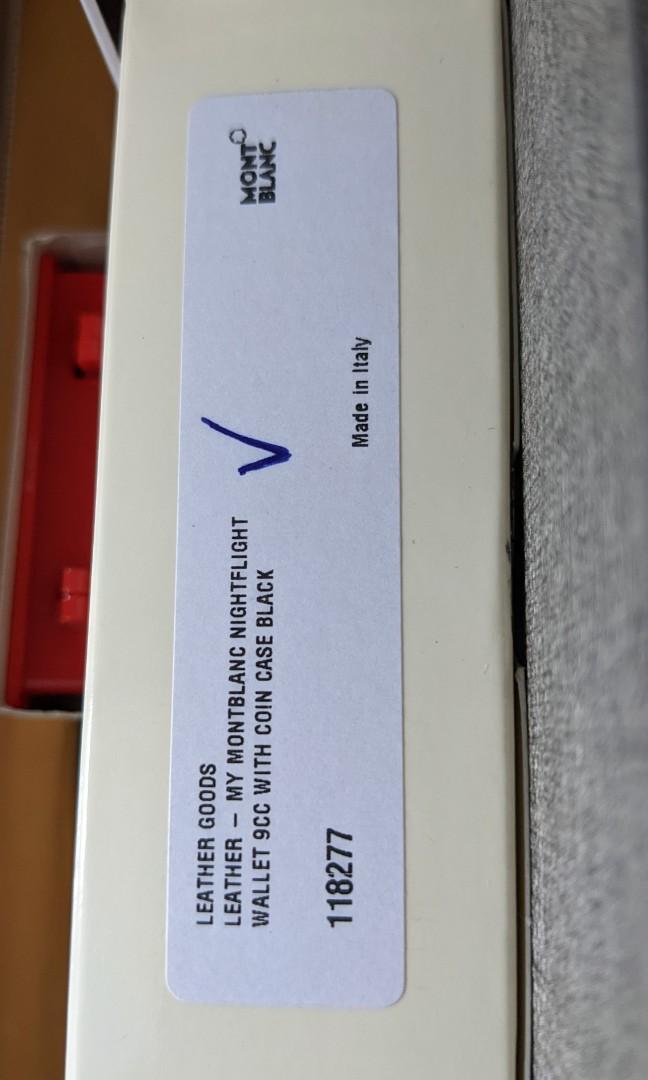 MONT
BLANC
LEATHER GOODS
LEATHER – MY MONTBLANC NIGHTFLIGHT
WALLET 9CC WITH COIN CASE BLACK
118277
Made in Italy